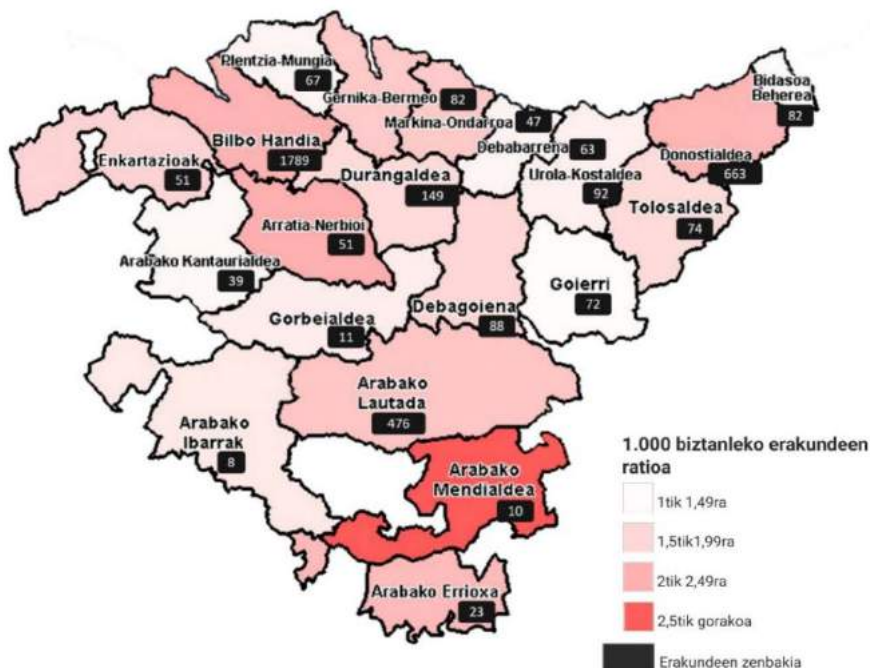 Plentzia-Mungia
67
Gernika-Bermeo
82
Markina-Ondarroa
47
Debabarrena
63
Bidasoa
Beherea
82
Bilbo Handia
1789
Enkartazioak
51
Durangaldea
149
Urola-Kostaldea
92
Donostialdea
663
Tolosaldea
74
Arratia-Nerbioi
51
Arabako Kantaurialdea
39
Goierri
72
Gorbeialdea
11
Debagoiena
88
Arabako
Lautada
476
Arabako
Ibarrak
8
Arabako
Mendialdea
10
Arabako Errioxa
23
1.000 biztanleko erakundeen
ratioa
1tik 1,49ra
1,5tik1,99ra
2tik 2,49ra
2,5tik gorakoa
Erakundeen zenbakia